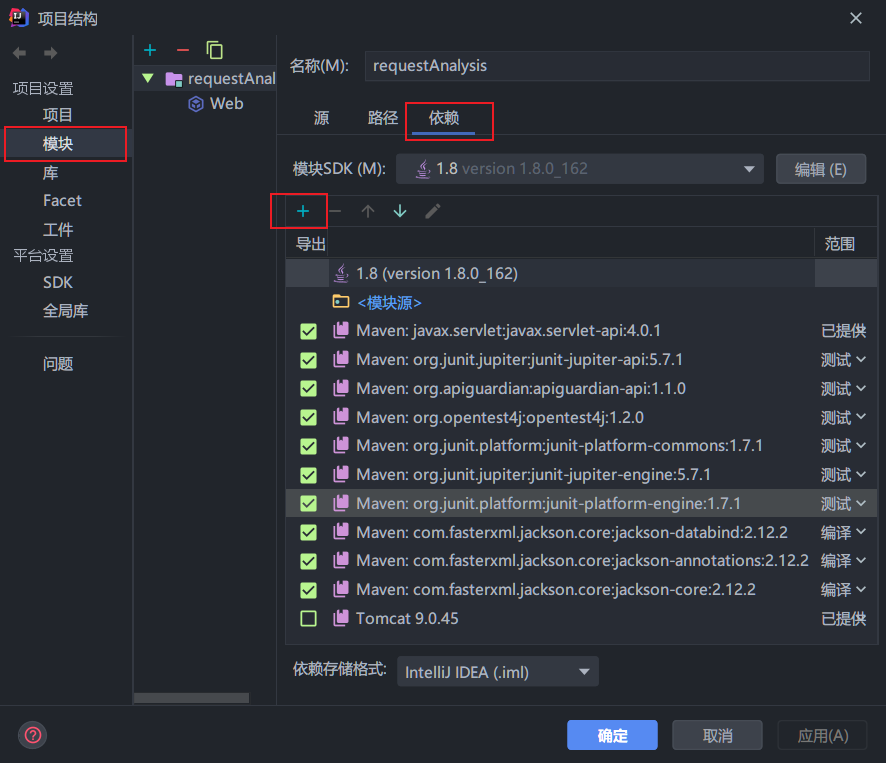 项目结构
项目设置
项目
模块
库
Facet
工件
平台设置
SDK
全局库
问题
requestAnal
Web
名称(M): requestAnalysis
源 路径 依赖
模块SDK (M): 1.8 version 1.8.0_162 编辑 (E)
导出 范围
1.8 (version 1.8.0_162)
<模块源>
Maven: javax.servlet:javax.servlet-api:4.0.1 已提供
Maven: org.junit.jupiter:junit-jupiter-api:5.7.1 测试
Maven: org.apiguardian:apiguardian-api:1.1.0 测试
Maven: org.opentest4j:opentest4j:1.2.0 测试
Maven: org.junit.platform:junit-platform-commons:1.7.1 测试
Maven: org.junit.jupiter:junit-jupiter-engine:5.7.1 测试
Maven: org.junit.platform:junit-platform-engine:1.7.1 测试
Maven: com.fasterxml.jackson.core:jackson-databind:2.12.2 编译
Maven: com.fasterxml.jackson.core:jackson-annotations:2.12.2 编译
Maven: com.fasterxml.jackson.core:jackson-core:2.12.2 编译
Tomcat 9.0.45 已提供
依赖存储格式: IntelliJ IDEA (.iml)
确定 取消 应用(A)